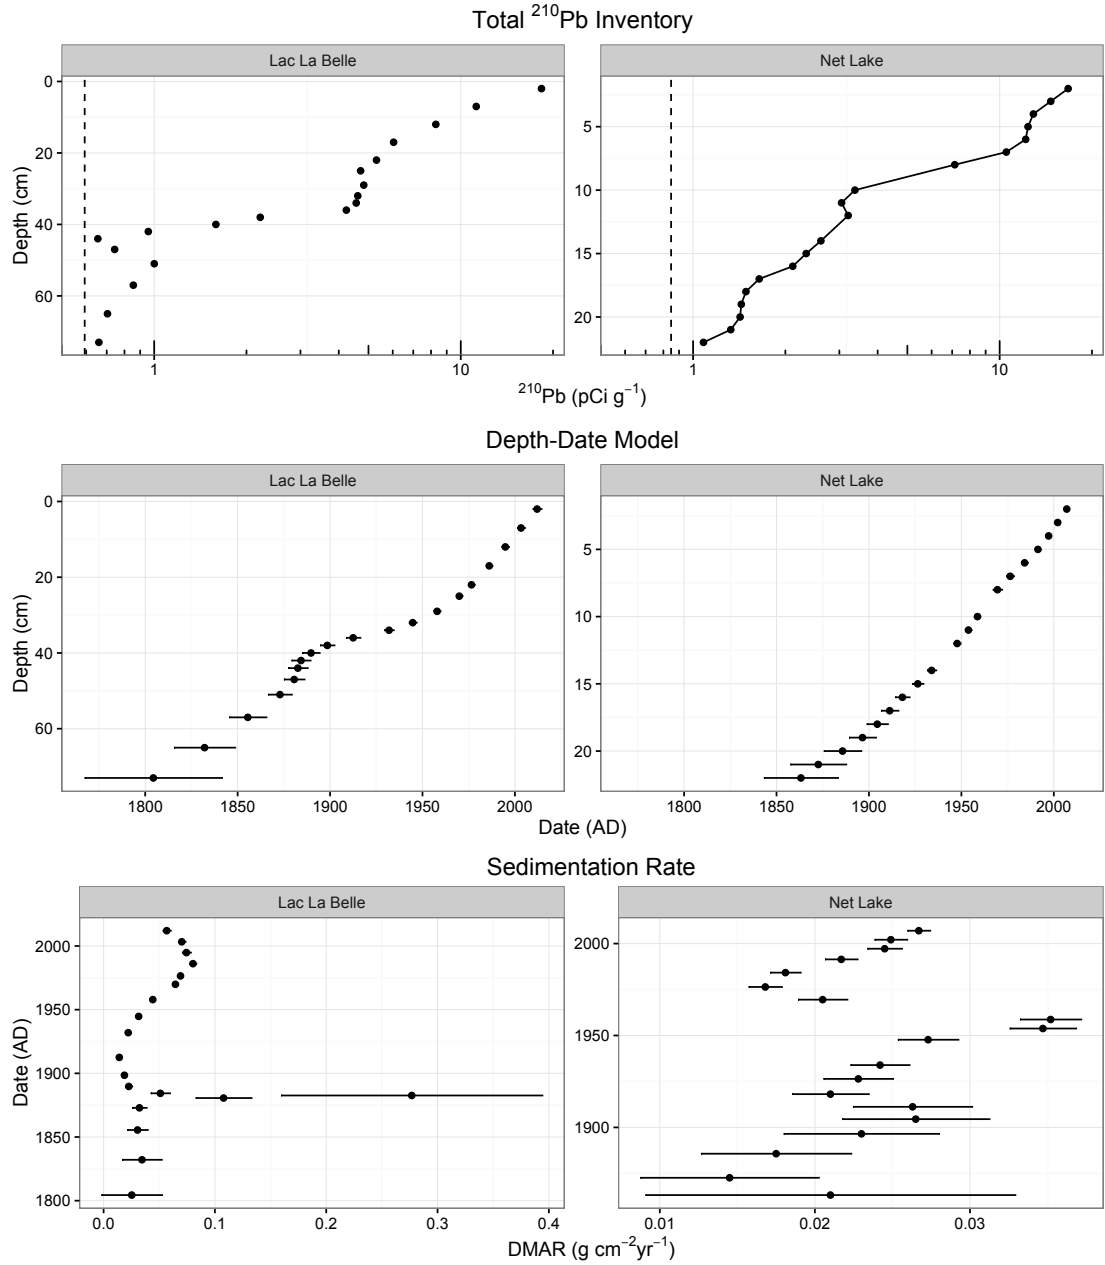 Total ²¹⁰Pb Inventory
Lac La Belle Net Lake
0
20
40
60
5
10
15
20
Depth (cm)
1 10 1 10
²¹⁰Pb (pCi g⁻¹)
Depth-Date Model
Lac La Belle Net Lake
0
20
40
60
5
10
15
20
Depth (cm)
1800 1850 1900 1950 2000 1800 1850 1900 1950 2000
Date (AD)
Sedimentation Rate
Lac La Belle Net Lake
2000
1950
1900
1850
1800
2000
1950
1900
Date (AD)
0.0 0.1 0.2 0.3 0.4 0.01 0.02 0.03
DMAR (g cm⁻²yr⁻¹)